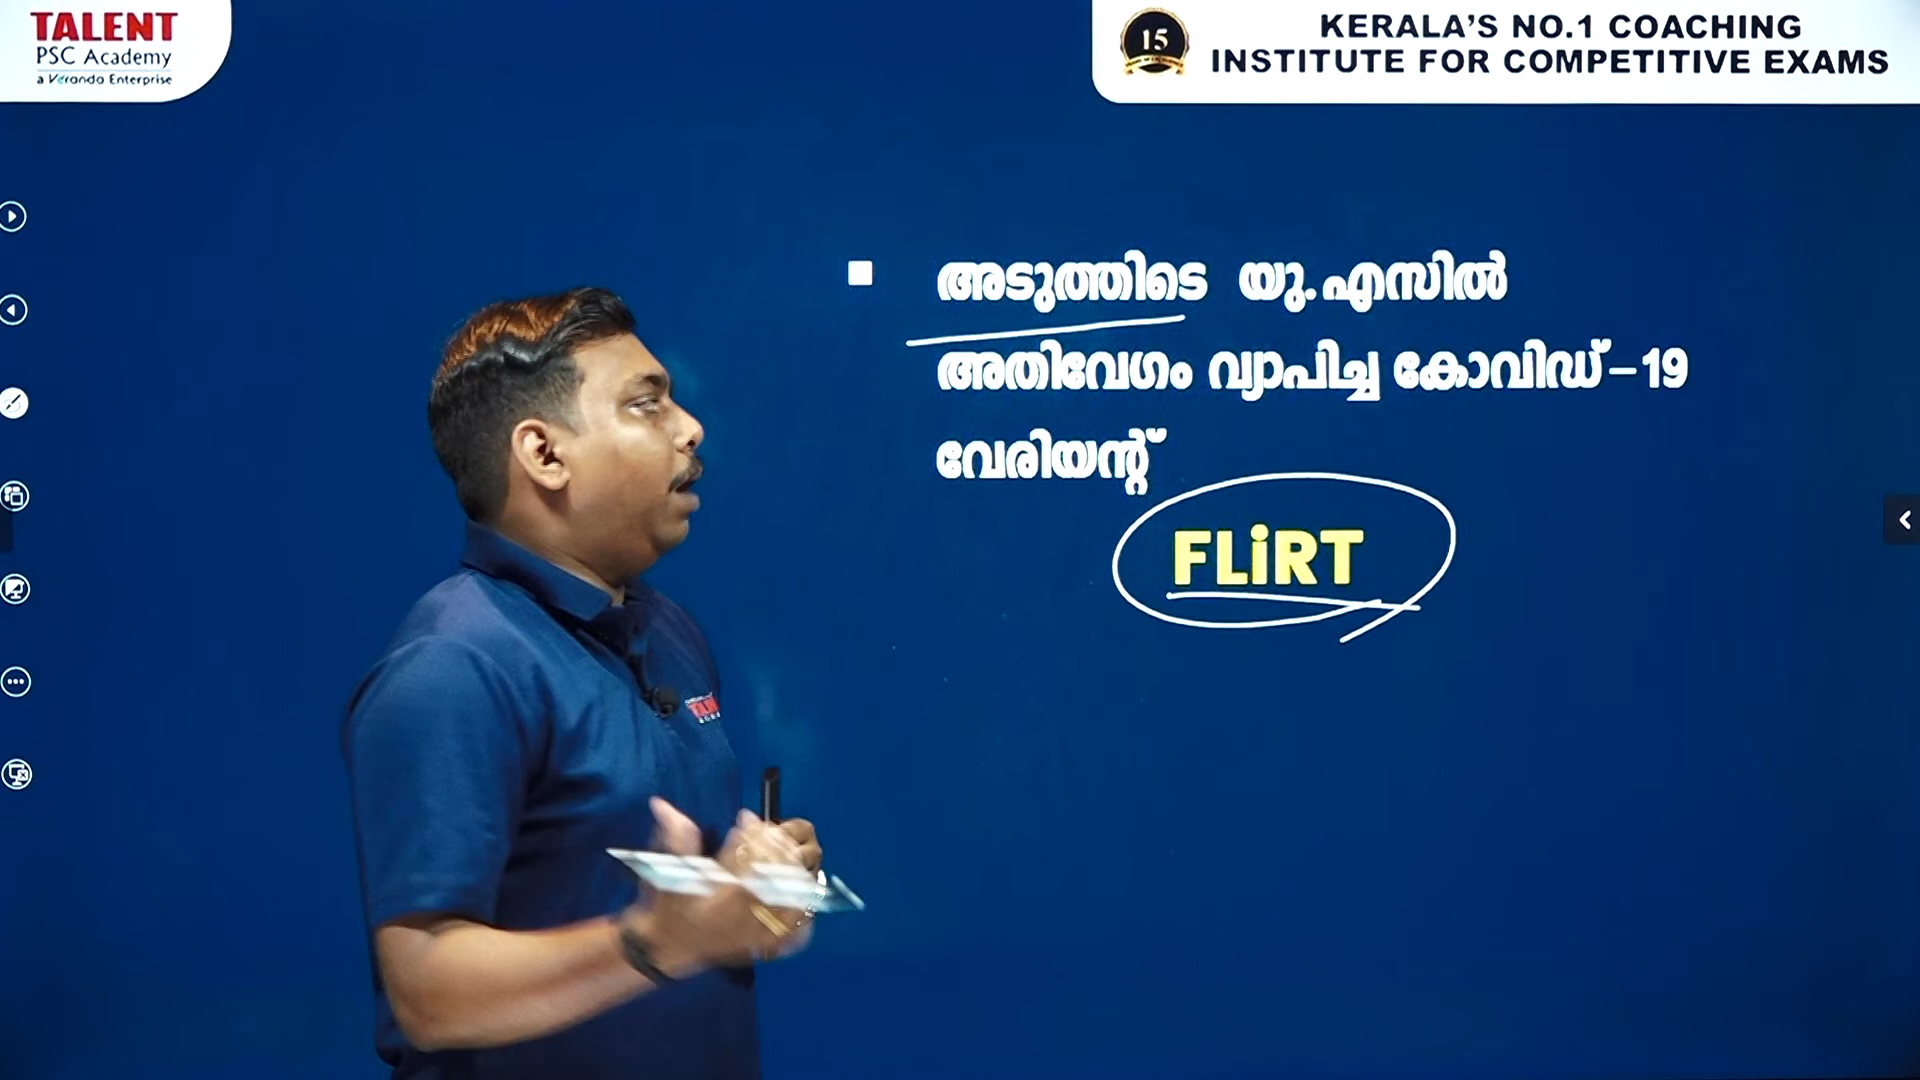 TALENT
PSC Academy
a Veranda Enterprise
15
KERALA'S NO.1 COACHING
INSTITUTE FOR COMPETITIVE EXAMS
അടുത്തിടെ യു.എസിൽ
അതിവേഗം വ്യാപിച്ച കോവിഡ്-19
വേരിയന്റ്
FLiRT